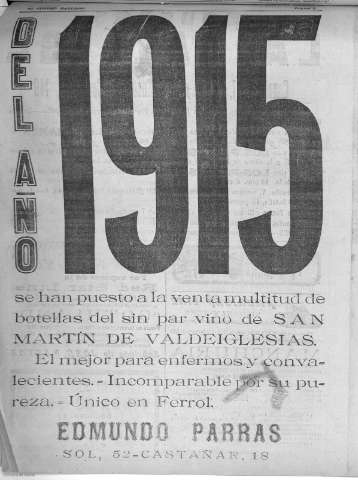 DEL AÑO
1915
se han puesto a la venta multitud de
botellas del sin par vino de SAN
MARTÍN DE VALDEIGLESIAS.
El mejor para enfermos y conva-
lecientes.-Incomparable por su pu-
reza.-Único en Ferrol.
EDMUNDO PARRAS
SOL, 52-CASTAÑAR, 18